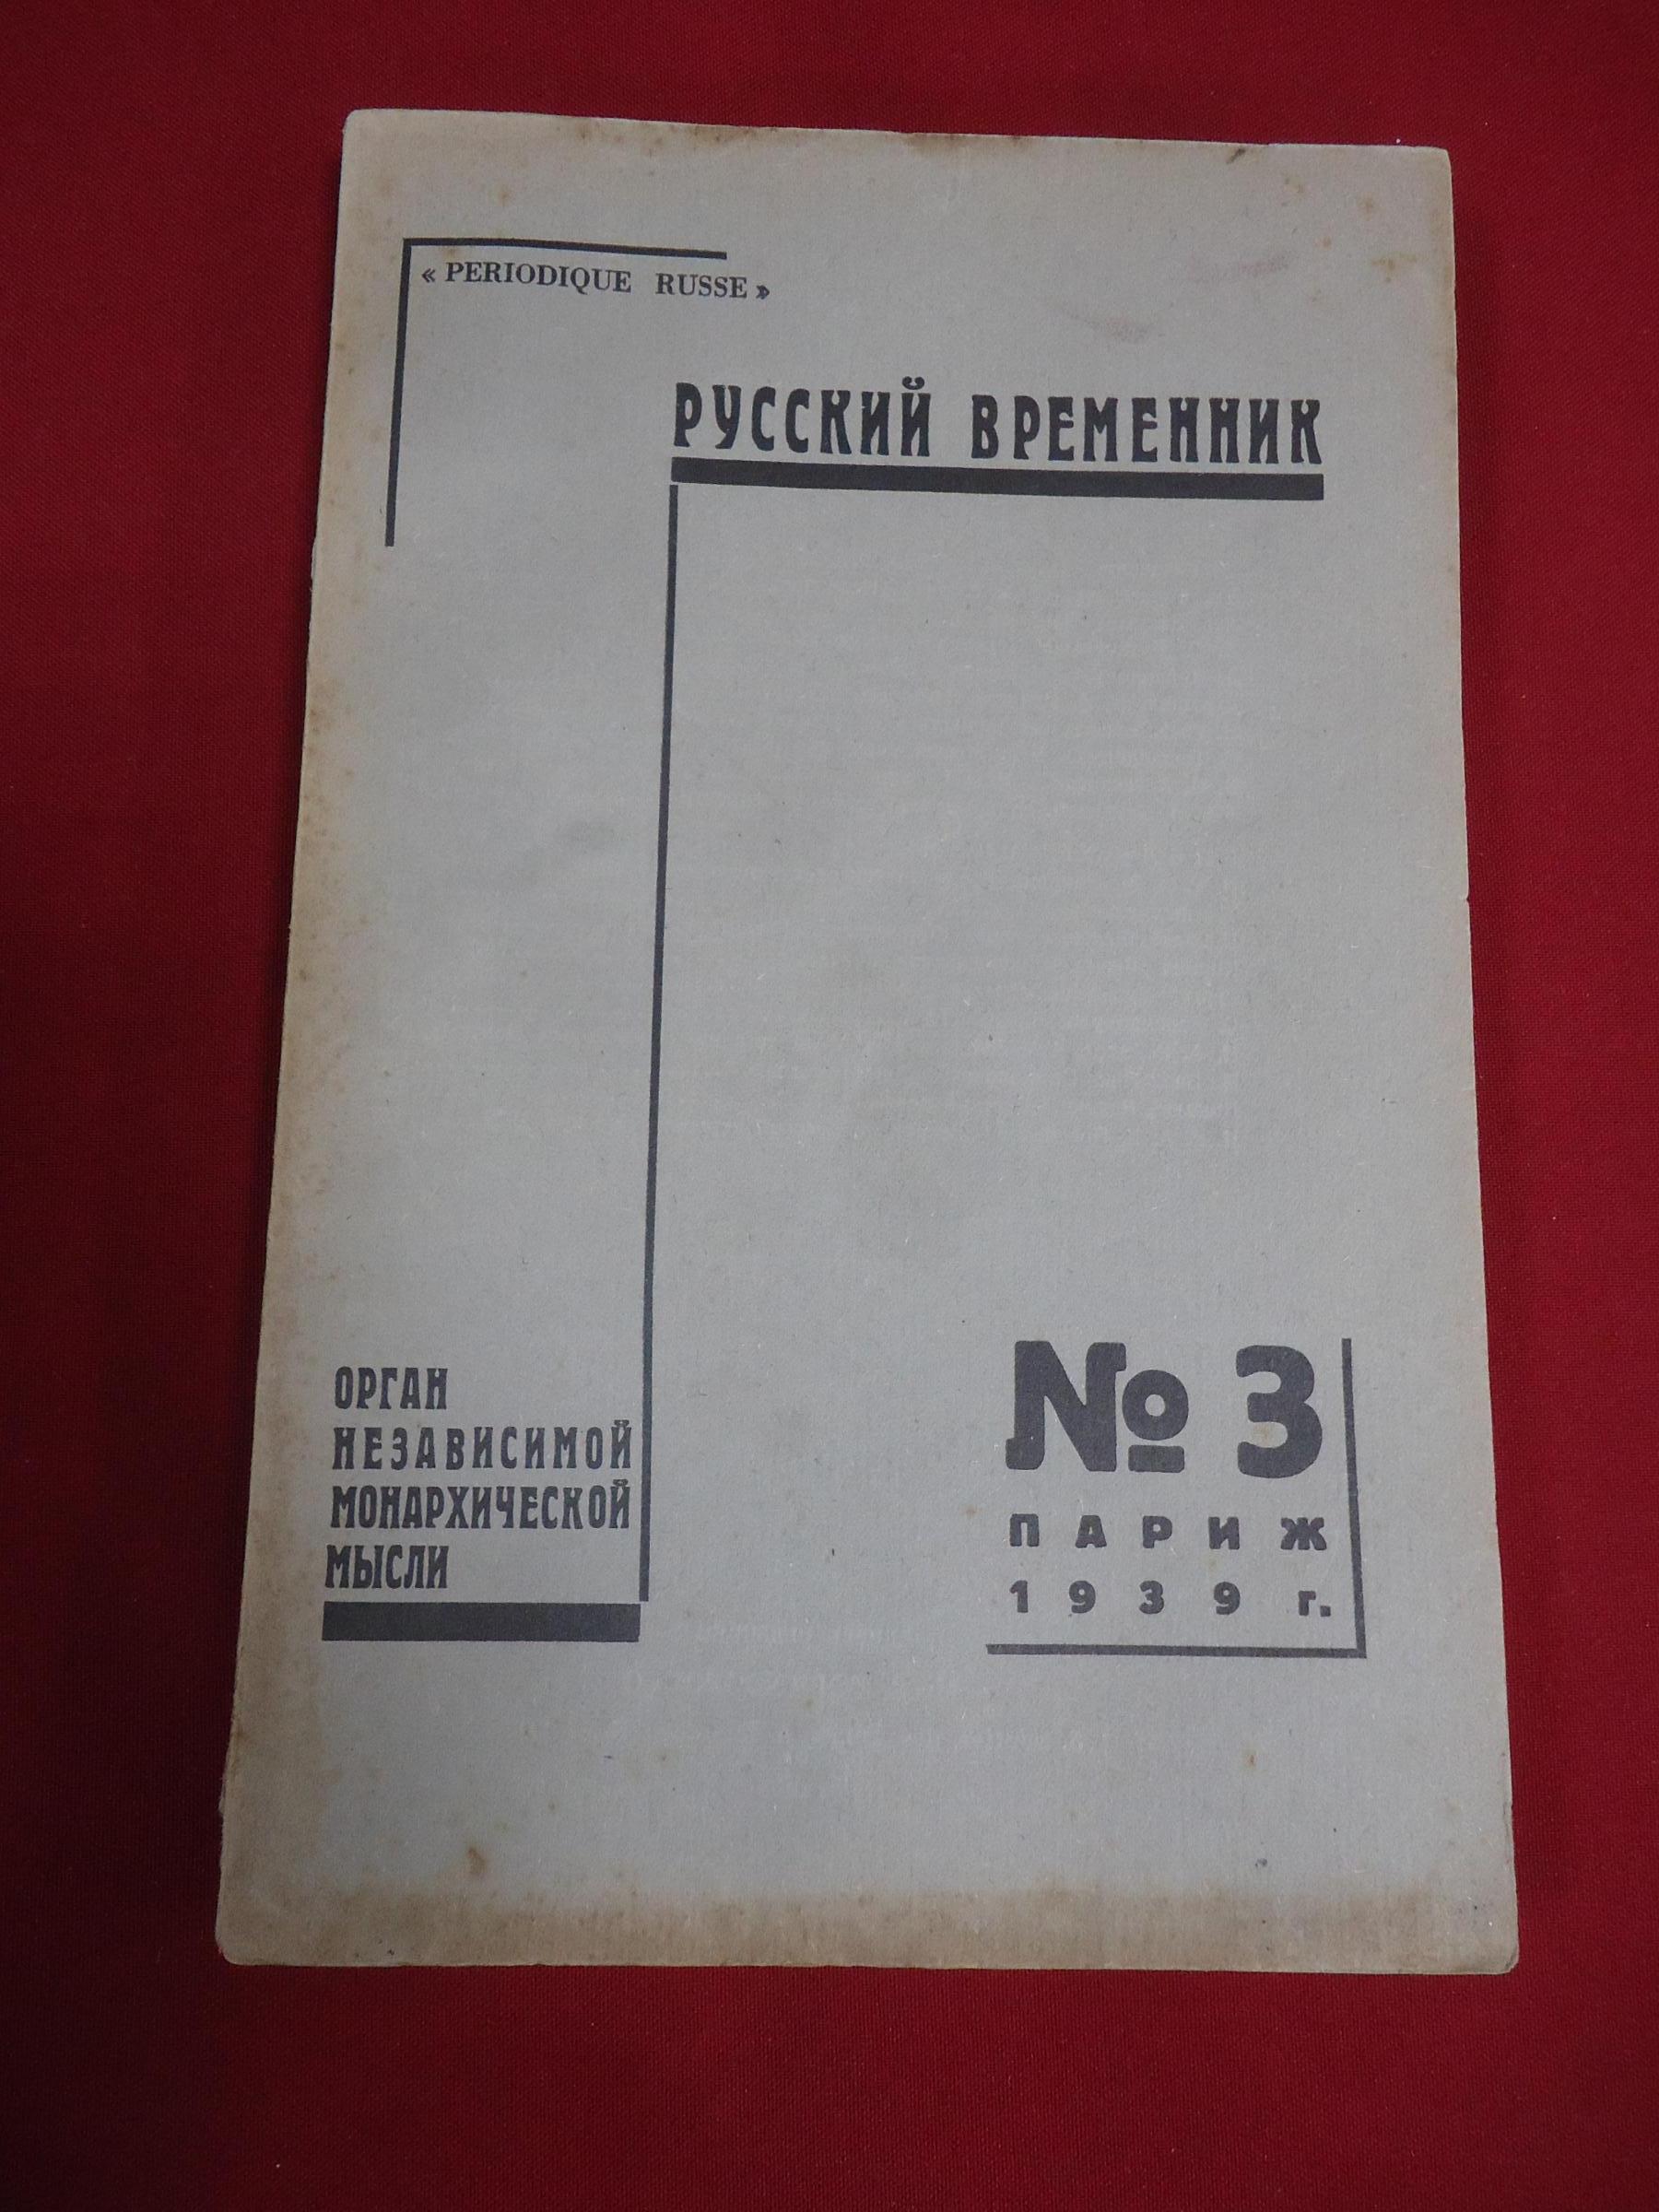 « PERIODIQUE RUSSE »
РУССКИЙ ВРЕМЕННИК
ОРГАН
НЕЗАВИСИМОЙ
МОНАРХИЧЕСКОЙ
МЫСЛИ
№ 3
ПАРИЖ
1939 г.